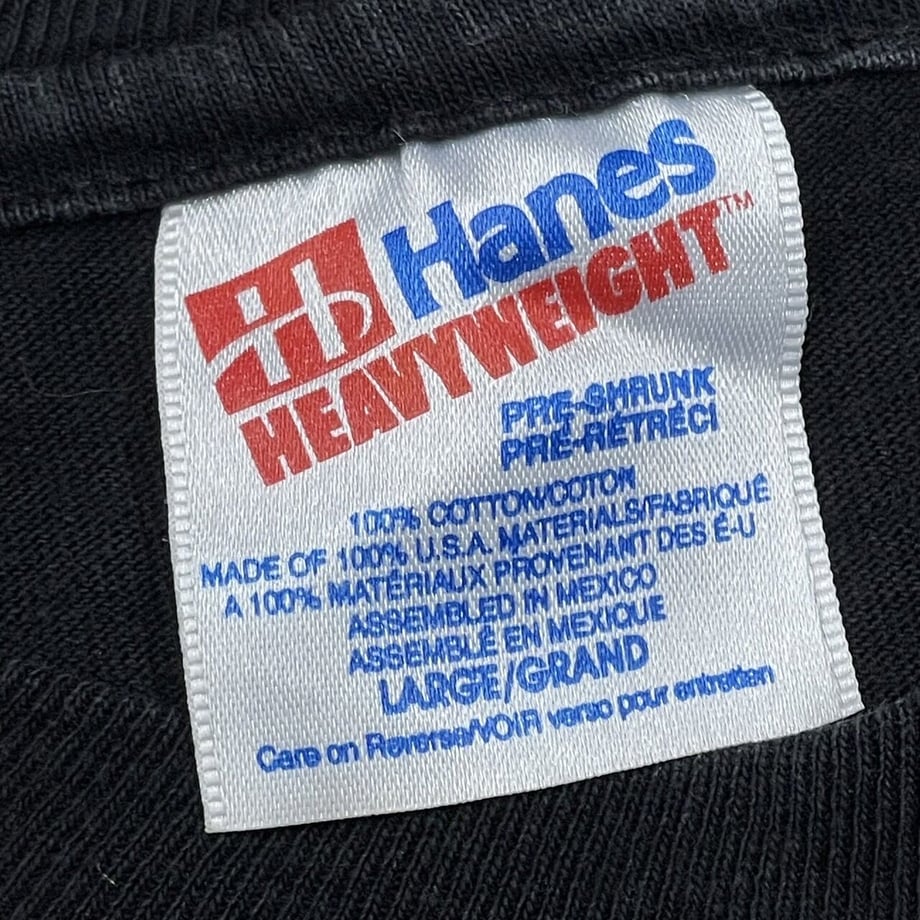 Hanes
HEAVYWEIGHT™
PRE-SHRUNK
PRÉ-RÉTRÉCI
100% COTTON/COTON
MADE OF 100% U.S.A. MATERIALS/FABRIQUÉ
A 100% MATÉRIAUX PROVENANT DES É-U
ASSEMBLED IN MEXICO
ASSEMBLÉ EN MEXIQUE
LARGE/GRAND
Care on Reverse/VOIR verso pour entretien